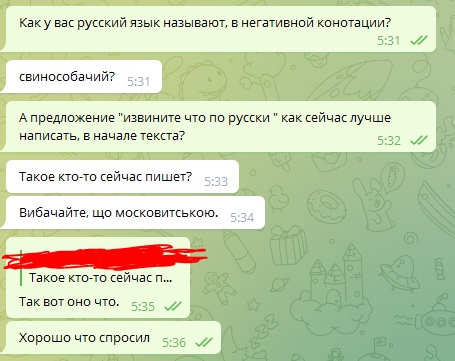 Как у вас русский язык называют, в негативной конотации?
5:31
свинособачий?
5:31
А предложение "извините что по русски " как сейчас лучше
написать, в начале текста?
5:32
Такое кто-то сейчас пишет?
5:33
Вибачайте, що московитською.
5:34
Такое кто-то сейчас п...
Так вот оно что.
5:35
Хорошо что спросил
5:36